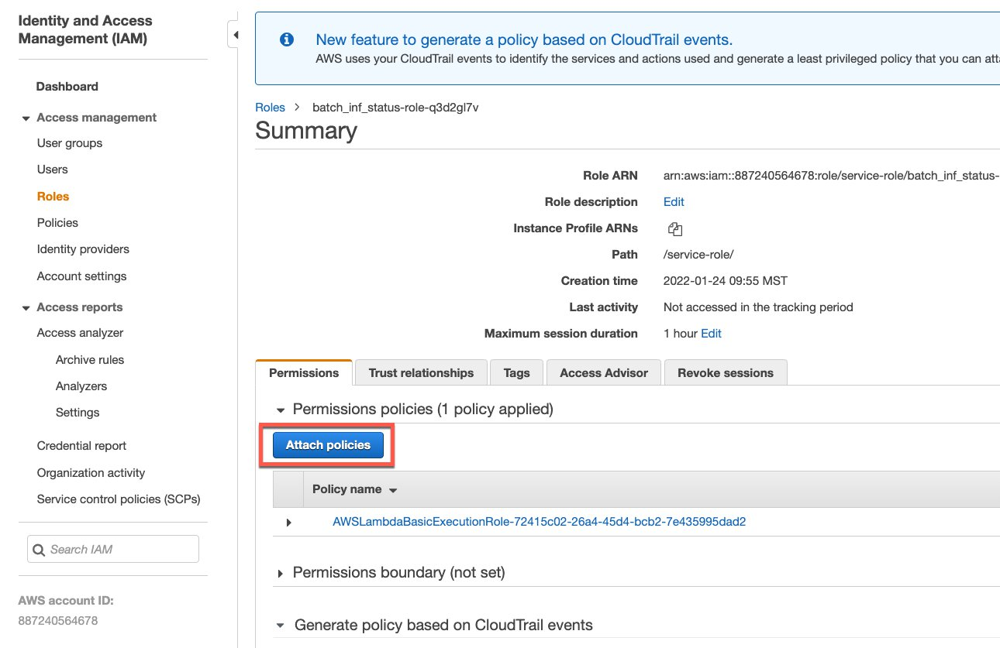 Identity and Access
Management (IAM)
Dashboard
Access management
User groups
Users
Roles
Policies
Identity providers
Account settings
Access reports
Access analyzer
Archive rules
Analyzers
Settings
Credential report
Organization activity
Service control policies (SCPs)
Search IAM
AWS account ID:
887240564678
New feature to generate a policy based on CloudTrail events.
AWS uses your CloudTrail events to identify the services and actions used and generate a least privileged policy that you can atta
Roles > batch_inf_status-role-q3d2gl7v
Summary
Role ARN arn:aws:iam::887240564678:role/service-role/batch_inf_status-
Role description Edit
Instance Profile ARNs
Path /service-role/
Creation time 2022-01-24 09:55 MST
Last activity Not accessed in the tracking period
Maximum session duration 1 hour Edit
Permissions Trust relationships Tags Access Advisor Revoke sessions
Permissions policies (1 policy applied)
Attach policies
Policy name
AWSLambdaBasicExecutionRole-72415c02-26a4-45d4-bcb2-7e435995dad2
Permissions boundary (not set)
Generate policy based on CloudTrail events